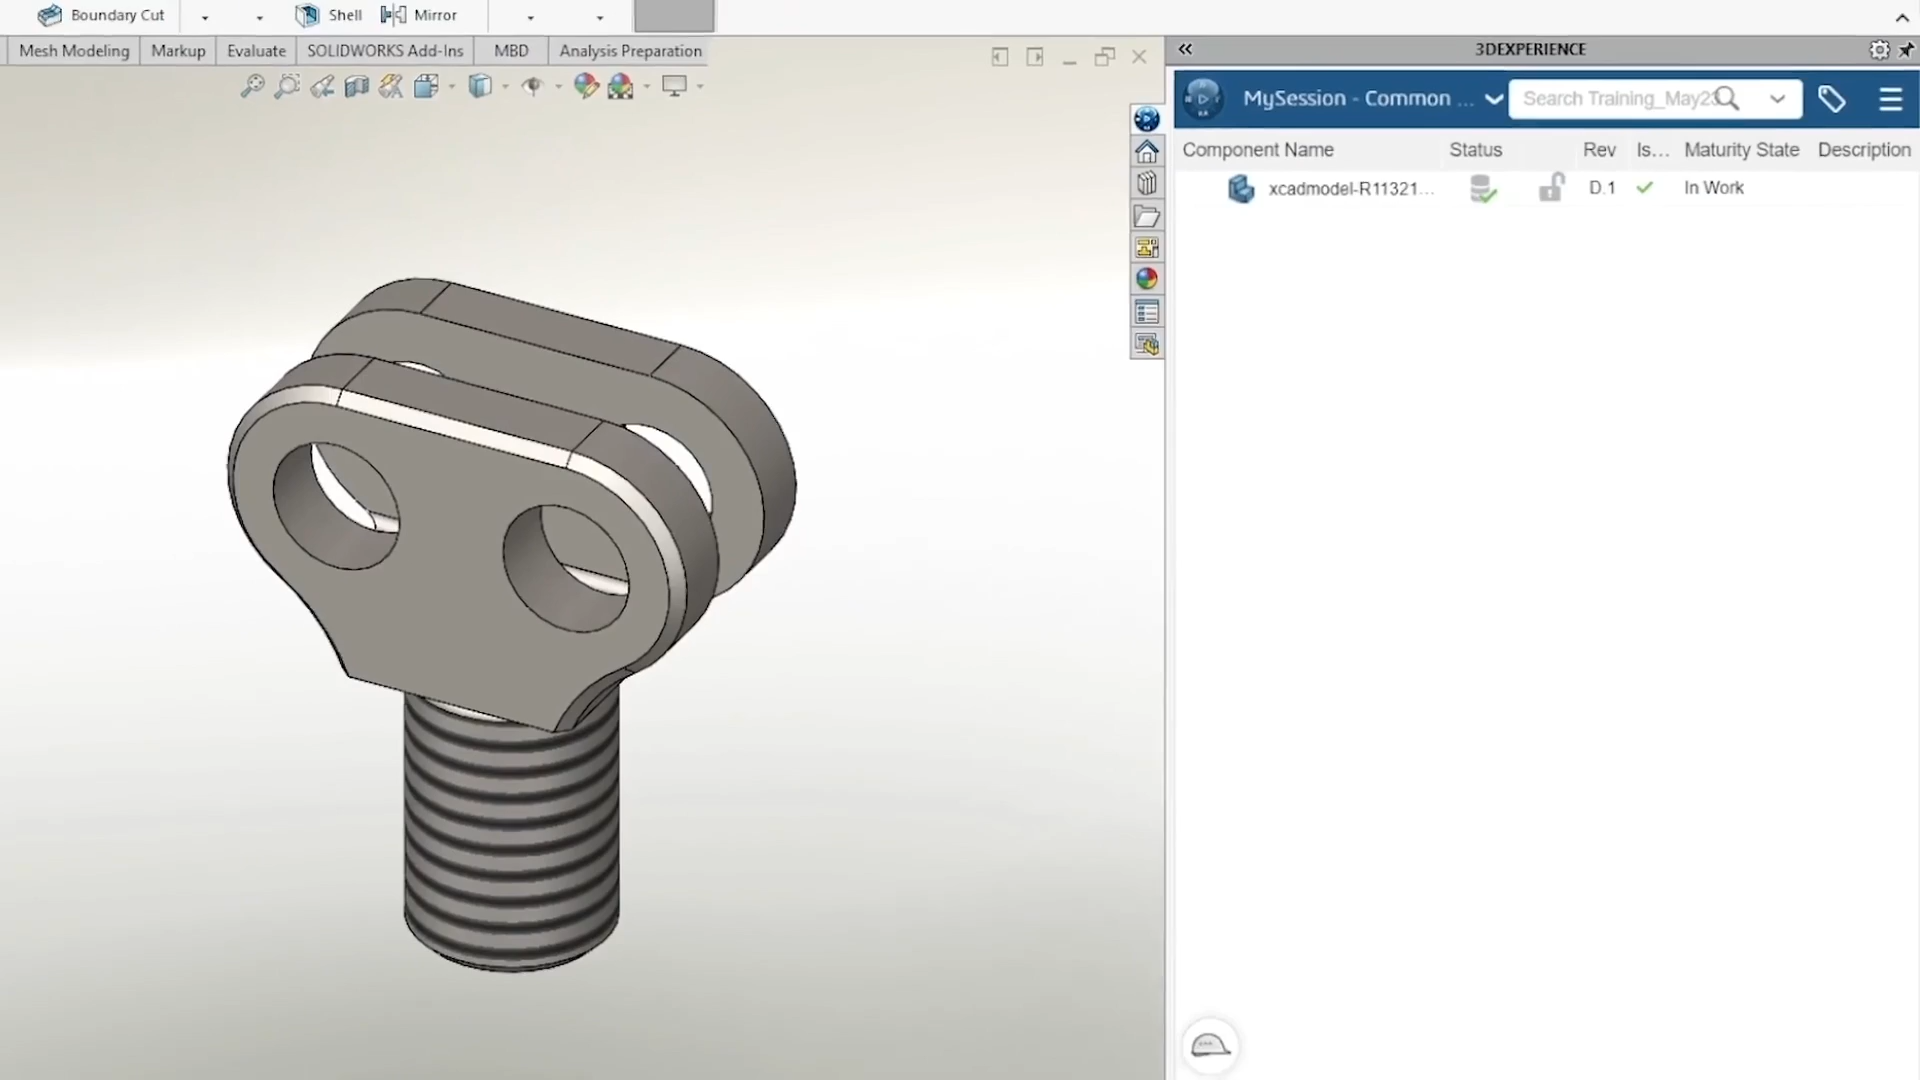 Boundary Cut
Shell
Mirror
Mesh Modeling
Markup
Evaluate
SOLIDWORKS Add-Ins
MBD
Analysis Preparation
3DEXPERIENCE
MySession - Common ...
Search Training_May23
Component Name
Status
Rev
Is...
Maturity State
Description
xcadmodel-R11321...
D.1
In Work